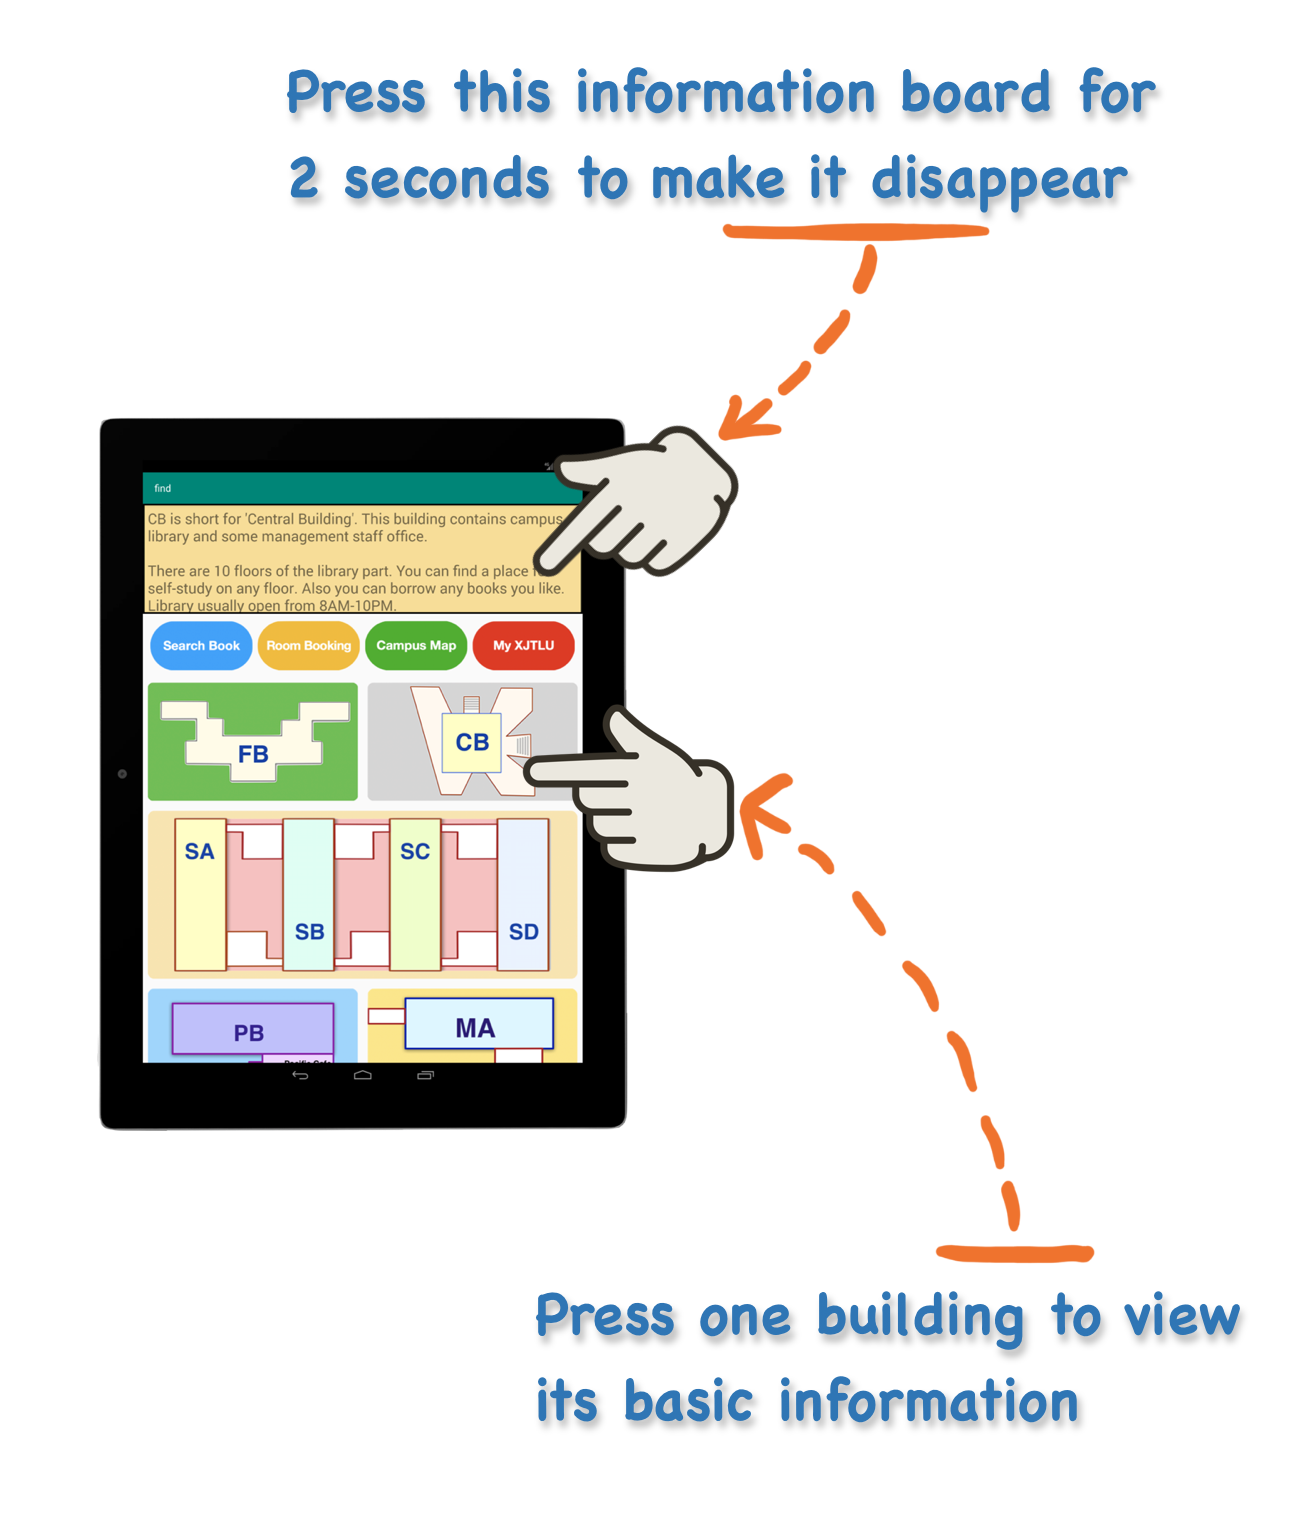 Press this information board for
2 seconds to make it disappear
find
CB is short for 'Central Building'. This building contains campus
library and some management staff office.
There are 10 floors of the library part. You can find a place
self-study on any floor. Also you can borrow any books you like.
Library usually open from 8AM-10PM.
Search Book
Room Booking
Campus Map
My XJTLU
FB
CB
SA
SC
SB
SD
PB
MA
Press one building to view
its basic information